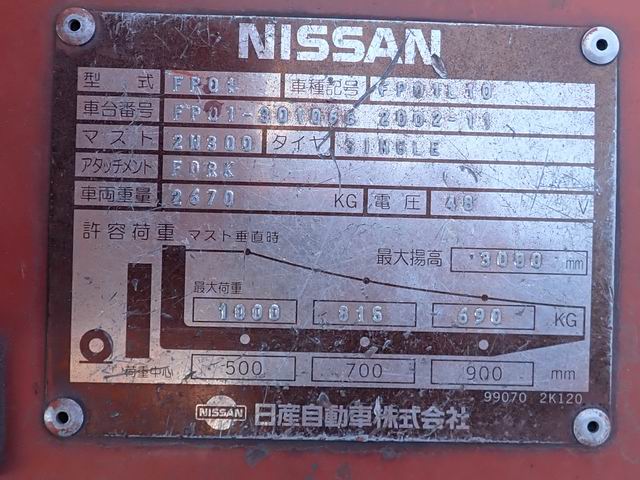 NISSAN
型式 FP01 車種記号 FP01L10
車台番号 FP01-901066 2002-11
マスト 2N300 タイヤ SINGLE
アタッチメント FORK
車両重量 2670 KG 電圧 48 V
許容荷重 マスト垂直時
最大揚高 3000 mm
最大荷重
1000 815 690 KG
荷重中心 500 700 900 mm
99070 2K120
NISSAN 日産自動車株式会社